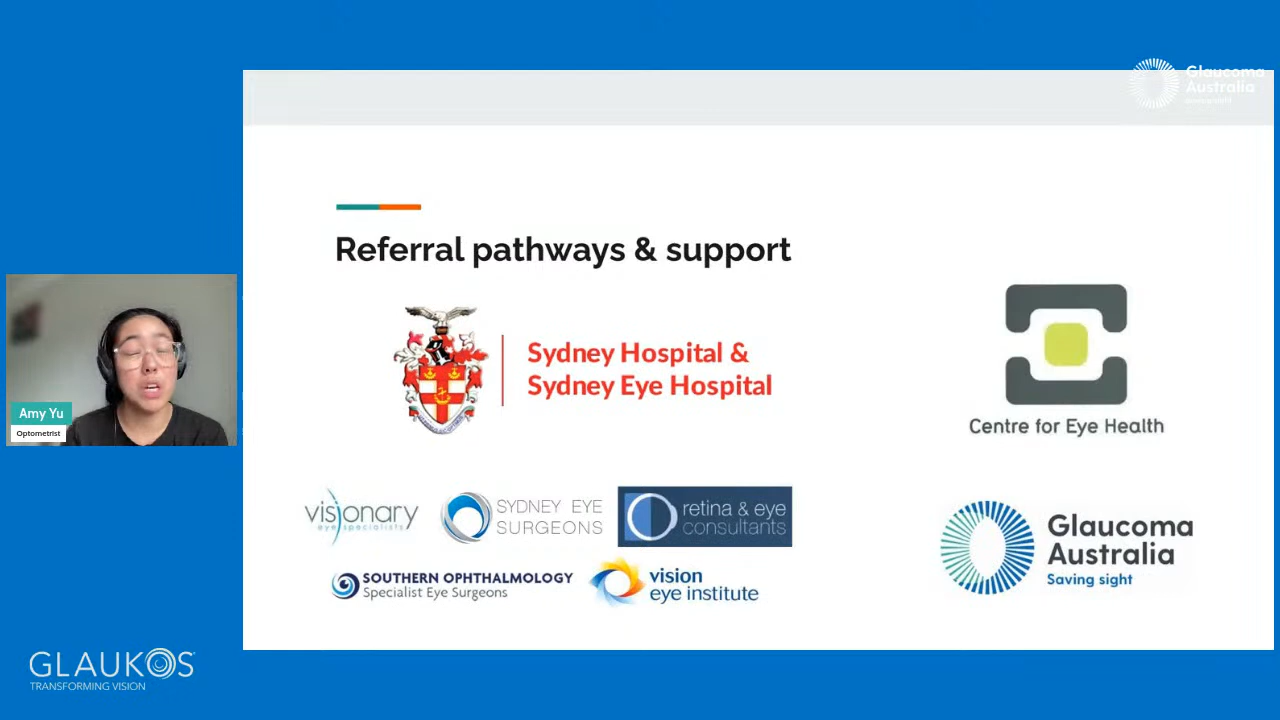 Glaucoma
Australia
Referral pathways & support
Sydney Hospital &
Sydney Eye Hospital
Centre for Eye Health
visionary
eye specialists
SYDNEY EYE
SURGEONS
retina & eye
consultants
SOUTHERN OPHTHALMOLOGY
Specialist Eye Surgeons
vision
eye institute
Glaucoma
Australia
Saving sight
Amy Yu
Optometrist
GLAUKOS
TRANSFORMING VISION